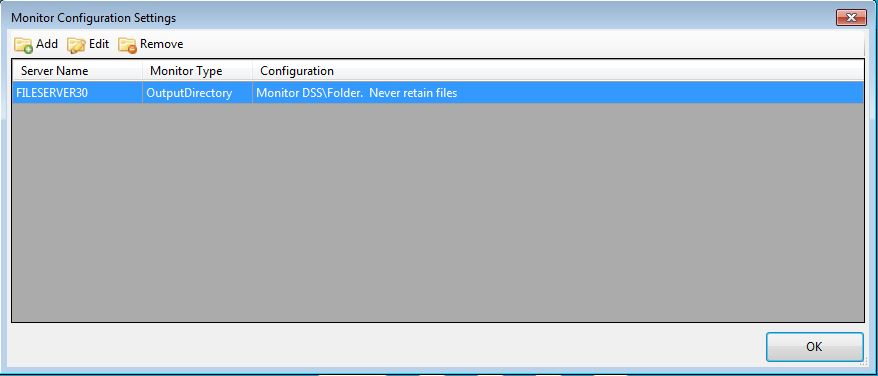 Monitor Configuration Settings
Add Edit Remove
Server Name Monitor Type Configuration
FILESERVER30 OutputDirectory Monitor DSS\Folder.  Never retain files
OK